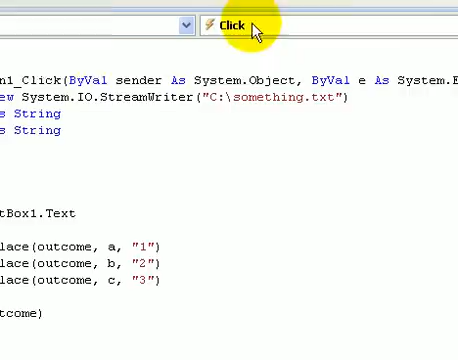 Click
n1_Click(ByVal sender As System.Object, ByVal e As System.E
ew System.IO.StreamWriter("C:\something.txt")
s String
s String
tBox1.Text
lace(outcome, a, "1")
lace(outcome, b, "2")
lace(outcome, c, "3")
tcome)